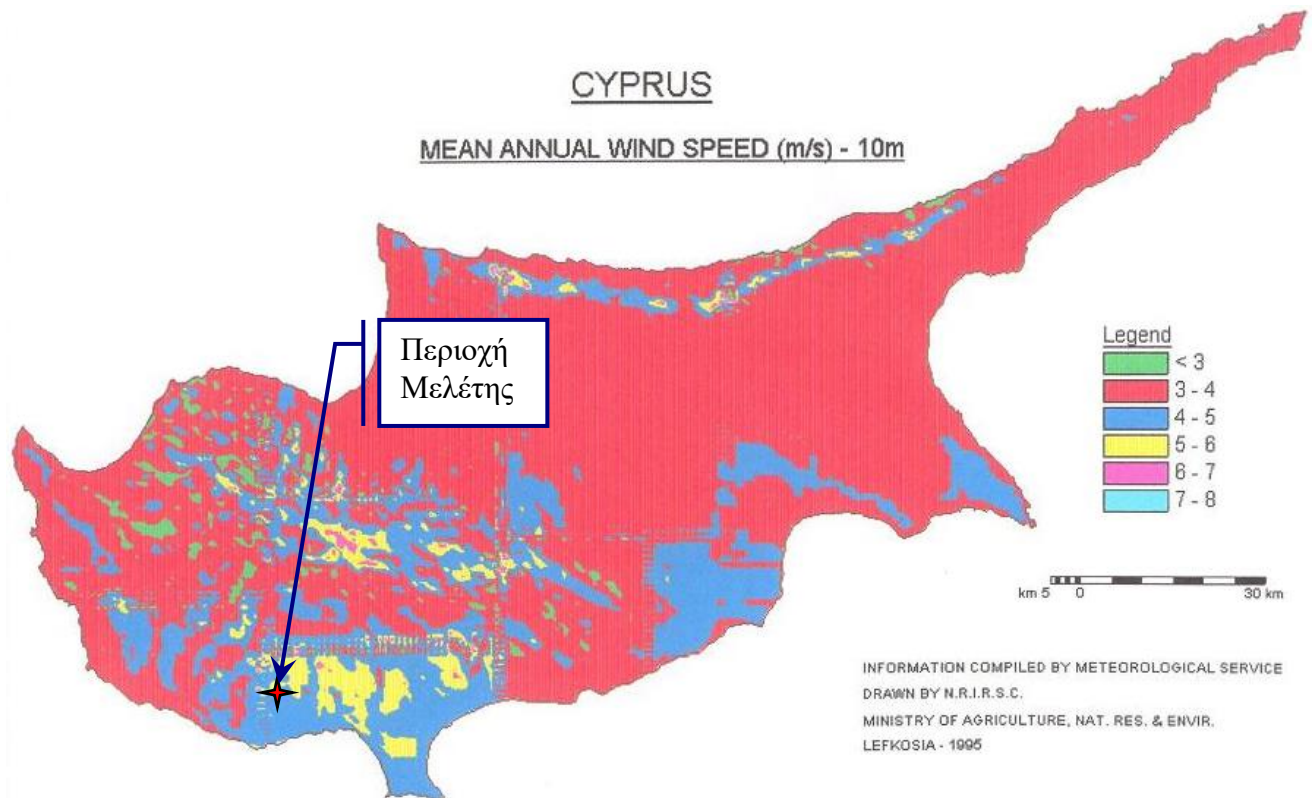 CYPRUS
MEAN ANNUAL WIND SPEED (m/s) - 10m
Περιοχή
Μελέτης
Legend
< 3
3 - 4
4 - 5
5 - 6
6 - 7
7 - 8
km 5 0 30 km
INFORMATION COMPILED BY METEOROLOGICAL SERVICE
DRAWN BY N.R.I.R.S.C.
MINISTRY OF AGRICULTURE, NAT. RES. & ENVIR.
LEFKOSIA - 1995